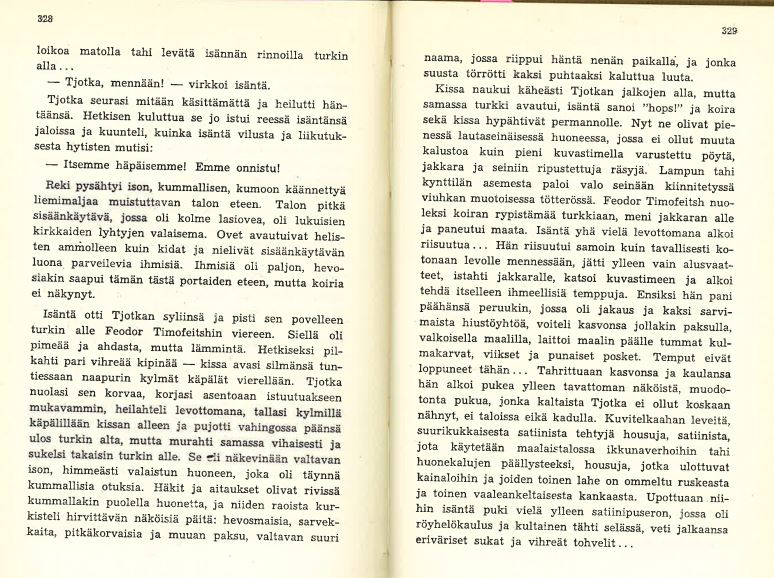 328
loikoa matolla tahi levätä isännän rinnoilla turkin
alla...
— Tjotka, mennään! — virkkoi isäntä.
Tjotka seurasi mitään käsittämättä ja heilutti hän-
täänsä. Hetkisen kuluttua se jo istui reessä isäntänsä
jaloissa ja kuunteli, kuinka isäntä vilusta ja liikutuk-
sesta hytisten mutisi:
— Itsemme häpäisemme! Emme onnistu!
Reki pysähtyi ison, kummallisen, kumoon käännettyä
liemimaljaa muistuttavan talon eteen. Talon pitkä
sisäänkäytävä, jossa oli kolme lasiovea, oli lukuisien
kirkkaiden lyhtyjen valaisema. Ovet avautuivat helis-
ten ammolleen kuin kidat ja nielivät sisäänkäytävän
luona parveilevia ihmisiä. Ihmisiä oli paljon, hevo-
siakin saapui tämän tästä portaiden eteen, mutta koiria
ei näkynyt.
Isäntä otti Tjotkan syliinsä ja pisti sen povelleen
turkin alle Feodor Timofeitshin viereen. Siellä oli
pimeää ja ahdasta, mutta lämmintä. Hetkiseksi pil-
kahti pari vihreää kipinää — kissa avasi silmänsä tun-
tiessaan naapurin kylmät käpälät vierellään. Tjotka
nuolasi sen korvaa, korjasi asentoaan istuutuakseen
mukavammin, heilahteli levottomana, tallasi kylmillä
käpälillään kissan alleen ja pujotti vahingossa päänsä
ulos turkin alta, mutta murahti samassa vihaisesti ja
sukelsi takaisin turkin alle. Se oli näkevinään valtavan
ison, himmeästi valaistun huoneen, joka oli täynnä
kummallisia otuksia. Häkit ja aitaukset olivat rivissä
kummallakin puolella huonetta, ja niiden raoista kur-
kisteli hirvittävän näköisiä päitä: hevosmaisia, sarvek-
kaita, pitkäkorvaisia ja muuan paksu, valtavan suuri
329
naama, jossa riippui häntä nenän paikalla, ja jonka
suusta törrötti kaksi puhtaaksi kaluttua luuta.
Kissa naukui käheästi Tjotkan jalkojen alla, mutta
samassa turkki avautui, isäntä sanoi "hops!" ja koira
sekä kissa hypähtivät permannolle. Nyt ne olivat pie-
nessä lautaseinäisessä huoneessa, jossa ei ollut muuta
kalustoa kuin pieni kuvastimella varustettu pöytä,
jakkara ja seiniin ripustettuja räsyjä. Lampun tahi
kynttilän asemesta paloi valo seinään kiinnitetyssä
viuhkan muotoisessa tötterössä. Feodor Timofeitsh nuo-
leksi koiran rypistämää turkkiaan, meni jakkaran alle
ja paneutui maata. Isäntä yhä vielä levottomana alkoi
riisuutua... Hän riisuutui samoin kuin tavallisesti ko-
tonaan levolle mennessään, jätti ylleen vain alusvaat-
teet, istahti jakkaralle, katsoi kuvastimeen ja alkoi
tehdä itselleen ihmeellisiä temppuja. Ensiksi hän pani
päähänsä peruukin, jossa oli jakaus ja kaksi sarvi-
maista hiustöyhtöä, voiteli kasvonsa jollakin paksulla,
valkoisella maalilla, laittoi maalin päälle tummat kul-
makarvat, viikset ja punaiset posket. Temput eivät
loppuneet tähän... Tahrittuaan kasvonsa ja kaulansa
hän alkoi pukea ylleen tavattoman näköistä, muodo-
tonta pukua, jonka kaltaista Tjotka ei ollut koskaan
nähnyt, ei taloissa eikä kadulla. Kuvitelkaahan leveitä,
suurikukkaisesta satiinista tehtyjä housuja, satiinista,
jota käytetään maalaistalossa ikkunaverhoihin tahi
huonekalujen päällysteeksi, housuja, jotka ulottuvat
kainaloihin ja joiden toinen lahe on ommeltu ruskeasta
ja toinen vaaleankeltaisesta kankaasta. Upottuaan nii-
hin isäntä puki vielä ylleen satiinipuseron, jossa oli
röyhelökaulus ja kultainen tähti selässä, veti jalkaansa
eriväriset sukat ja vihreät tohvelit...